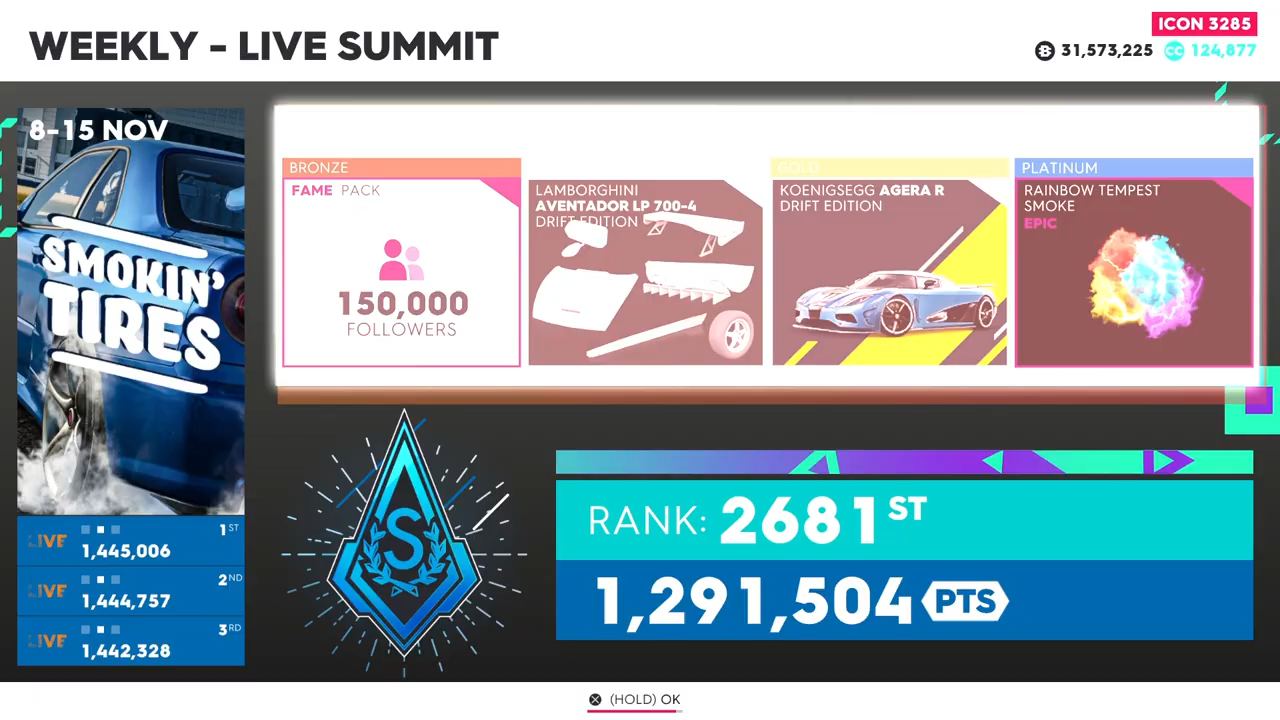 WEEKLY - LIVE SUMMIT
ICON 3285
31,573,225 CC 124,877
8-15 NOV
SMOKIN'
TIRES
BRONZE
FAME PACK
150,000
FOLLOWERS
LAMBORGHINI
AVENTADOR LP 700-4
DRIFT EDITION
GOLD
KOENIGSEGG AGERA R
DRIFT EDITION
PLATINUM
RAINBOW TEMPEST
SMOKE
EPIC
LIVE 1,445,006 1ST
LIVE 1,444,757 2ND
LIVE 1,442,328 3RD
S
RANK: 2681ST
1,291,504 PTS
(HOLD) OK